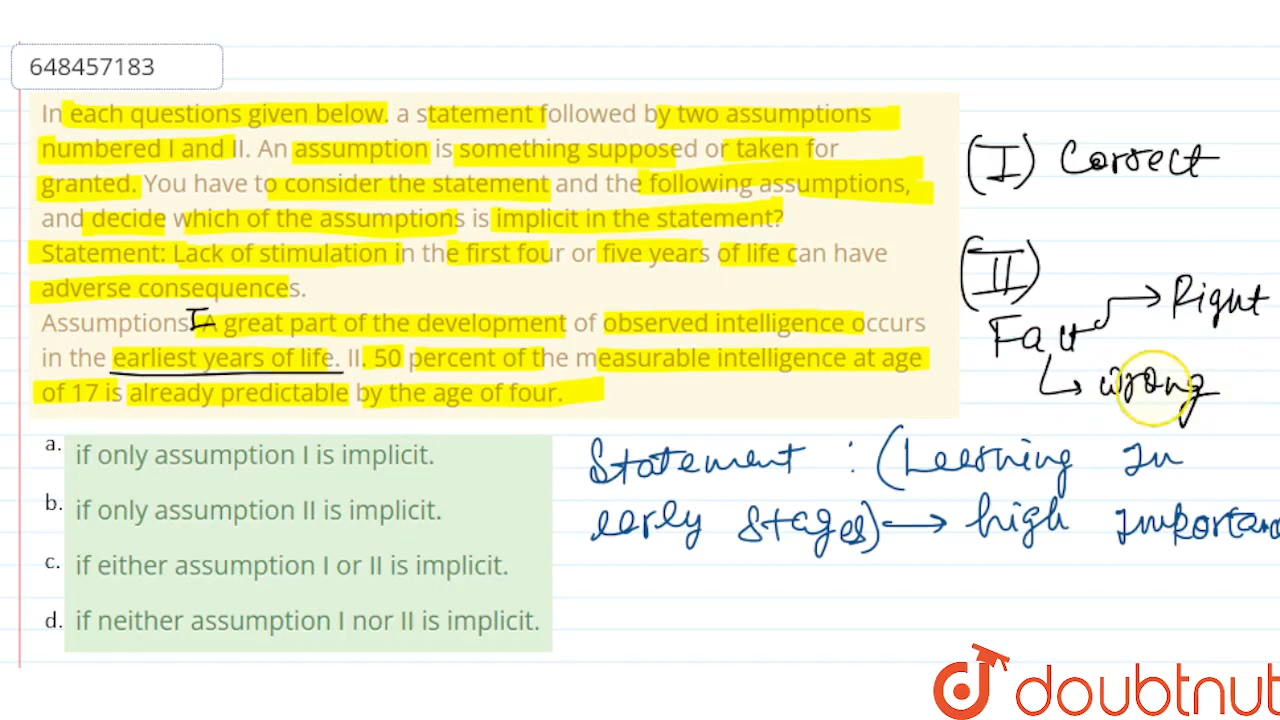 648457183
In each questions given below. a statement followed by two assumptions
numbered I and II. An assumption is something supposed or taken for
granted. You have to consider the statement and the following assumptions,
and decide which of the assumptions is implicit in the statement?
Statement: Lack of stimulation in the first four or five years of life can have
adverse consequences.
Assumptions I A great part of the development of observed intelligence occurs
in the earliest years of life. II. 50 percent of the measurable intelligence at age
of 17 is already predictable by the age of four.
a. if only assumption I is implicit.
b. if only assumption II is implicit.
c. if either assumption I or II is implicit.
d. if neither assumption I nor II is implicit.
(I) Correct
(II)
Right
Fact
wrong
Statement : (Leerning In
eerly stages) → high Importanc
doubtnut